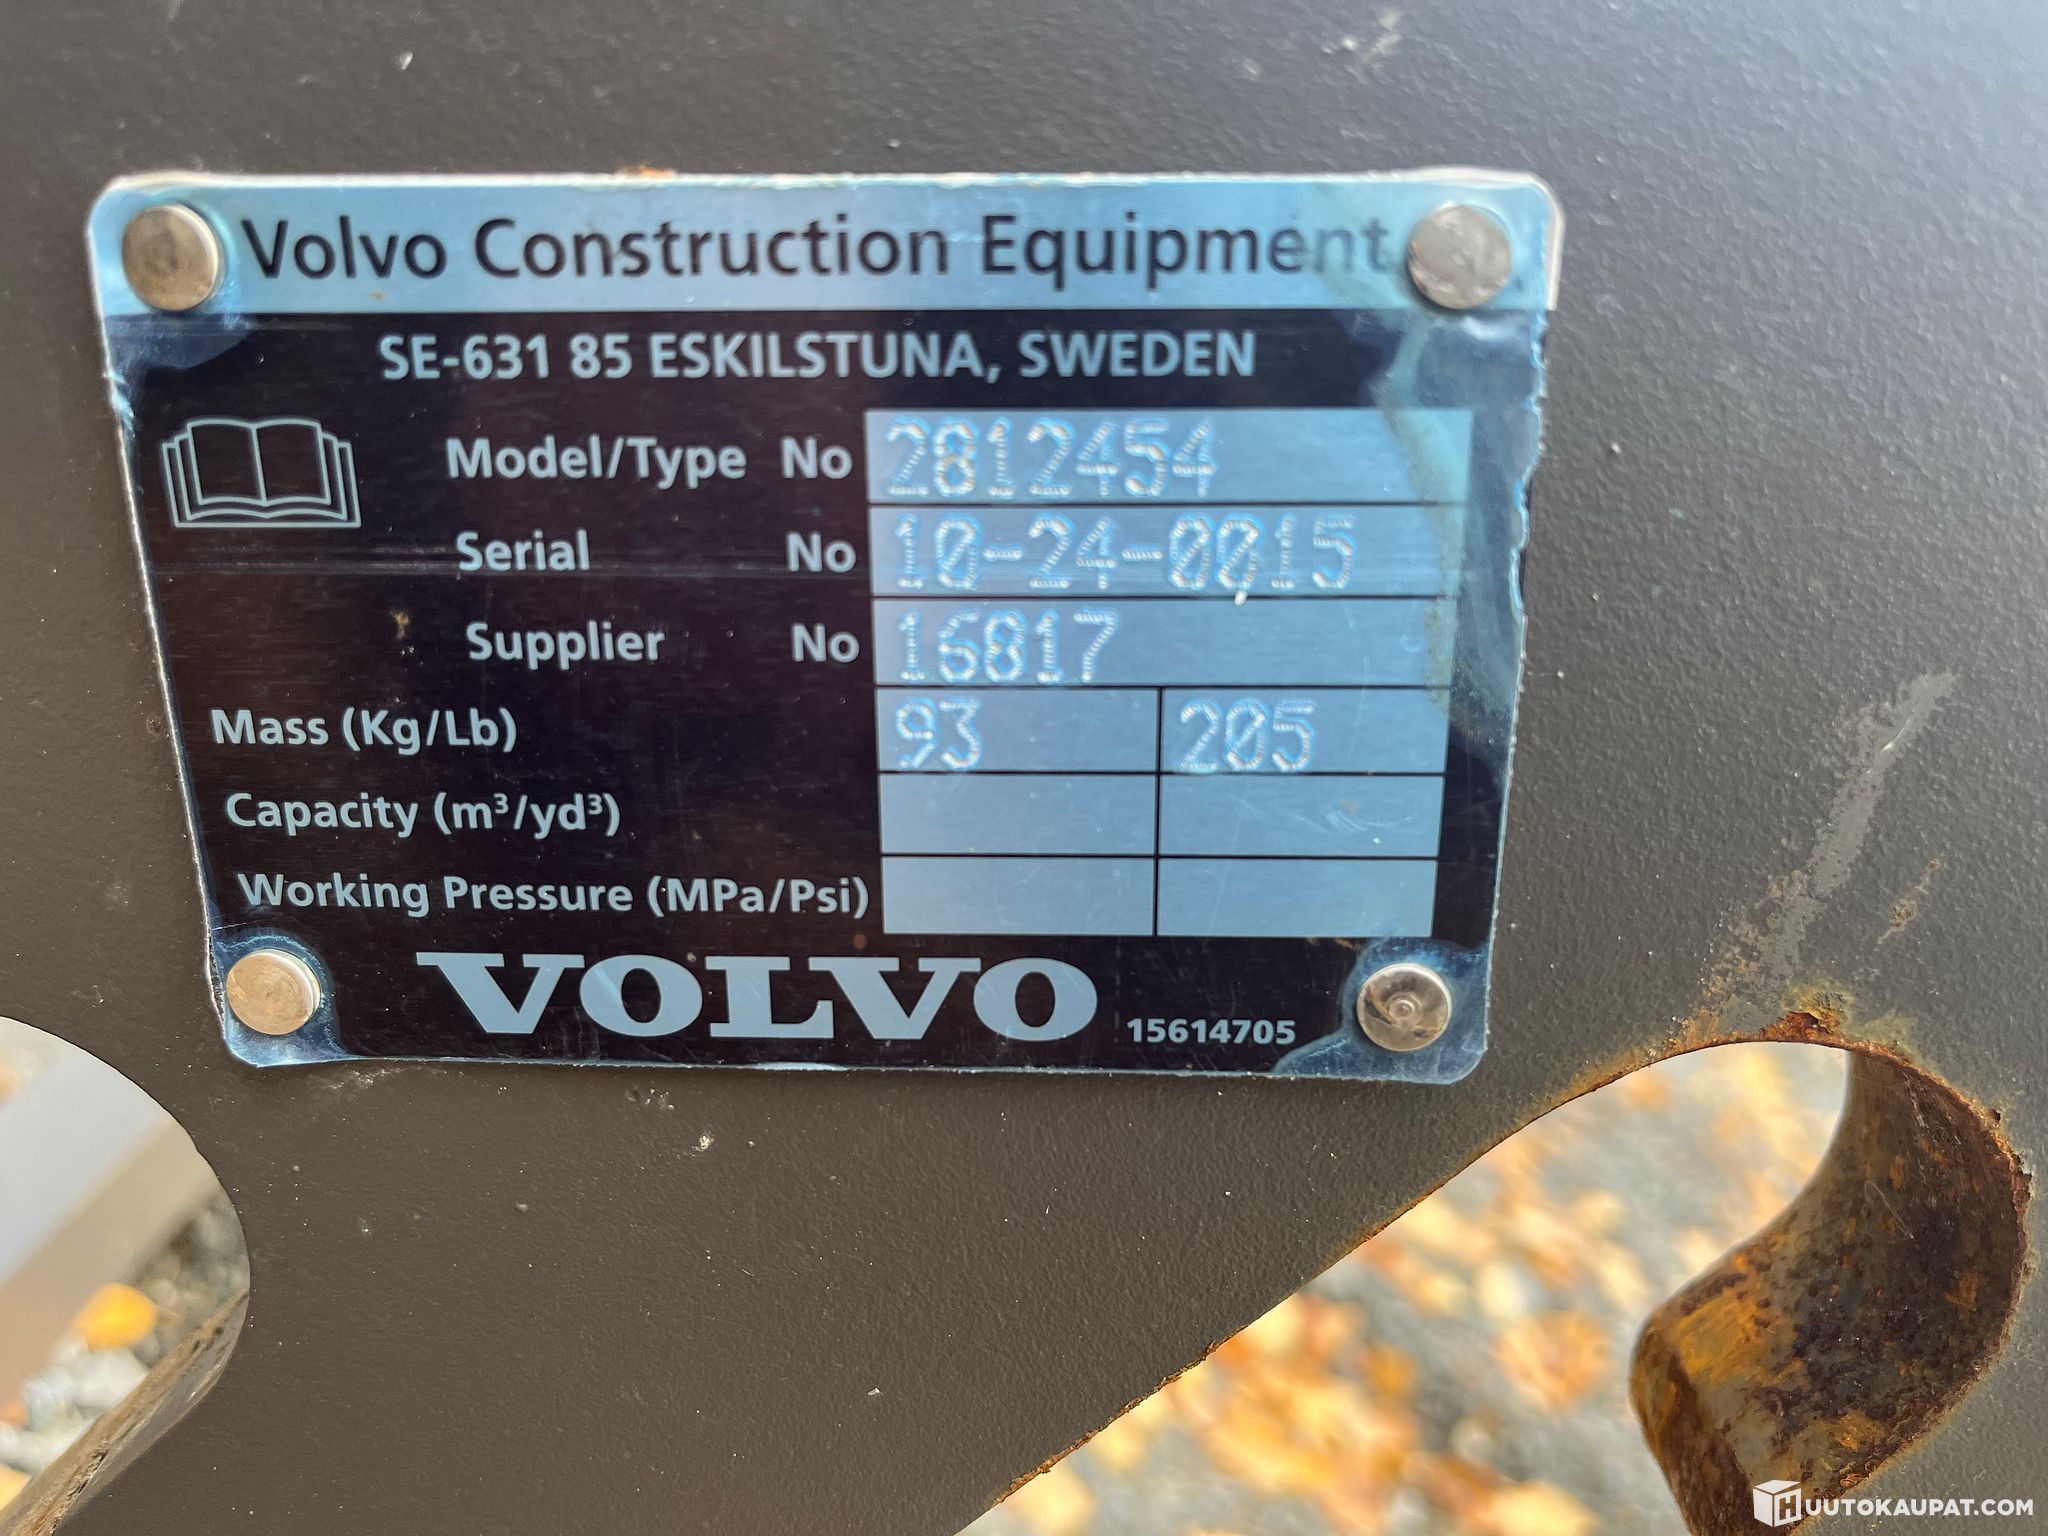 Volvo Construction Equipment
SE-631 85 ESKILSTUNA, SWEDEN
Model/Type No 2812454
Serial No 10-24-0015
Supplier No 16817
Mass (Kg/Lb) 93 205
Capacity (m³/yd³)
Working Pressure (MPa/Psi)
VOLVO 15614705
HUUTOKAUPAT.COM